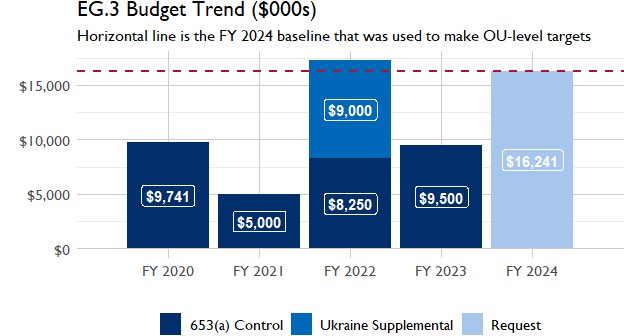 EG.3 Budget Trend ($000s)
Horizontal line is the FY 2024 baseline that was used to make OU-level targets
$15,000
$10,000
$5,000
$0
$9,741
$5,000
$9,000
$8,250
$9,500
$16,241
FY 2020 FY 2021 FY 2022 FY 2023 FY 2024
653(a) Control Ukraine Supplemental Request